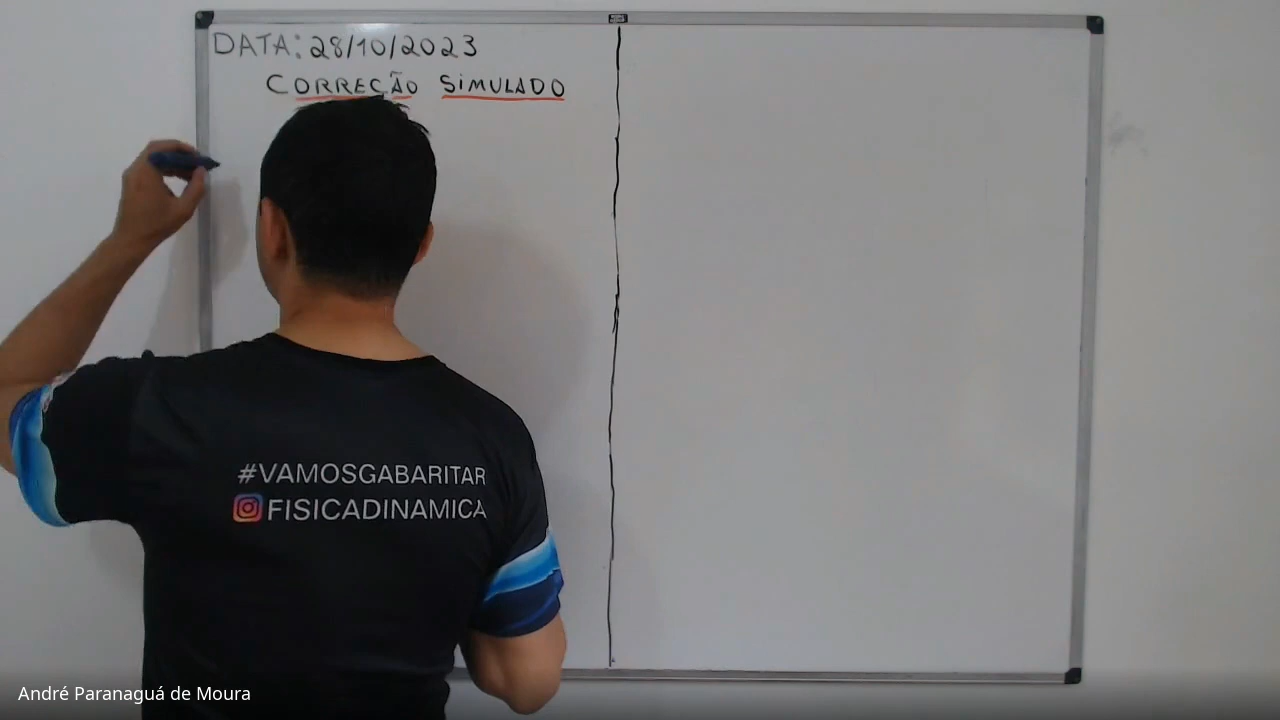 DATA: 28/10/2023
CORREÇÃO SIMULADO
#VAMOSGABARITAR
FISICADINAMICA
André Paranaguá de Moura